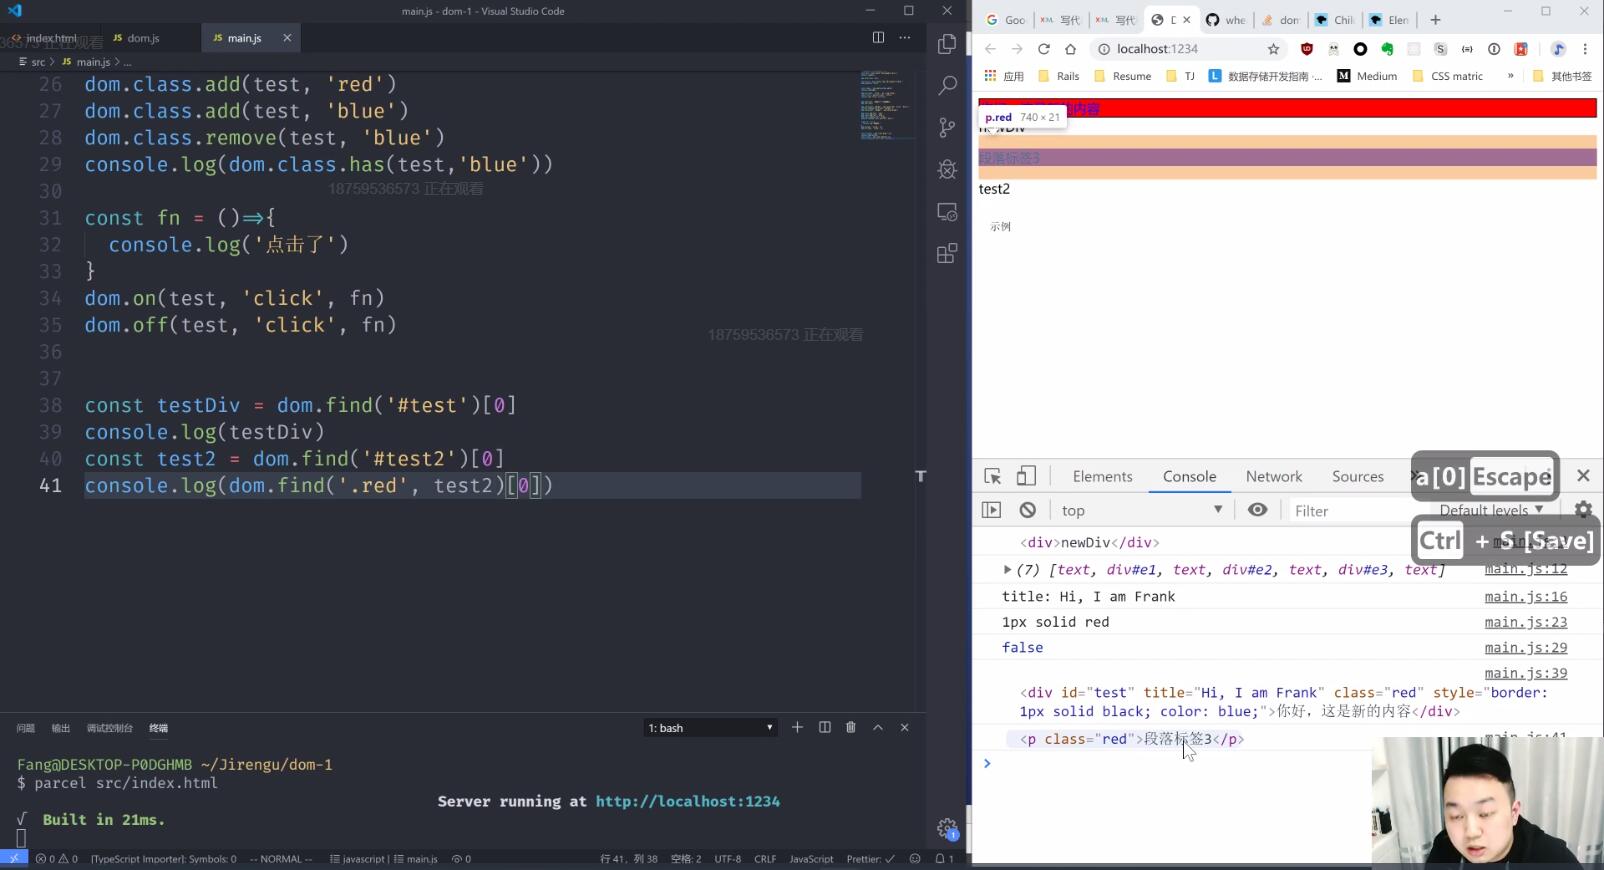 main.js - dom-1 - Visual Studio Code
index.html
dom.js
main.js
36573 正在观看
src > main.js > ...
26 dom.class.add(test, 'red')
27 dom.class.add(test, 'blue')
28 dom.class.remove(test, 'blue')
29 console.log(dom.class.has(test,'blue'))
30
18759536573 正在观看
31 const fn = ()=>{
32 console.log('点击了')
33 }
34 dom.on(test, 'click', fn)
35 dom.off(test, 'click', fn)
18759536573 正在观看
36
37
38 const testDiv = dom.find('#test')[0]
39 console.log(testDiv)
40 const test2 = dom.find('#test2')[0]
41 console.log(dom.find('.red', test2)[0])
问题 输出 调试控制台 终端
1: bash
Fang@DESKTOP-P0DGHMB ~/Jirengu/dom-1
$ parcel src/index.html
Server running at http://localhost:1234
√ Built in 21ms.
0 0 [TypeScript Importer]: Symbols: 0 -- NORMAL -- javascript | main.js 0 行 41，列 38 空格: 2 UTF-8 CRLF JavaScript Prettier: ✓ 1
Goo 写代 写代 D whe dom Chil Elen
localhost:1234
应用 Rails Resume TJ 数据存储开发指南 -... Medium CSS matric » 其他书签
p.red 740 × 21
newDiv
段落标签3
test2
示例
Elements Console Network Sources »
a[0] Escape
top Filter Default levels
Ctrl + S [Save]
<div>newDiv</div>
(7) [text, div#e1, text, div#e2, text, div#e3, text] main.js:12
title: Hi, I am Frank main.js:16
1px solid red main.js:23
false main.js:29
main.js:39
<div id="test" title="Hi, I am Frank" class="red" style="border:
1px solid black; color: blue;">你好，这是新的内容</div>
<p class="red">段落标签3</p> main.js:41